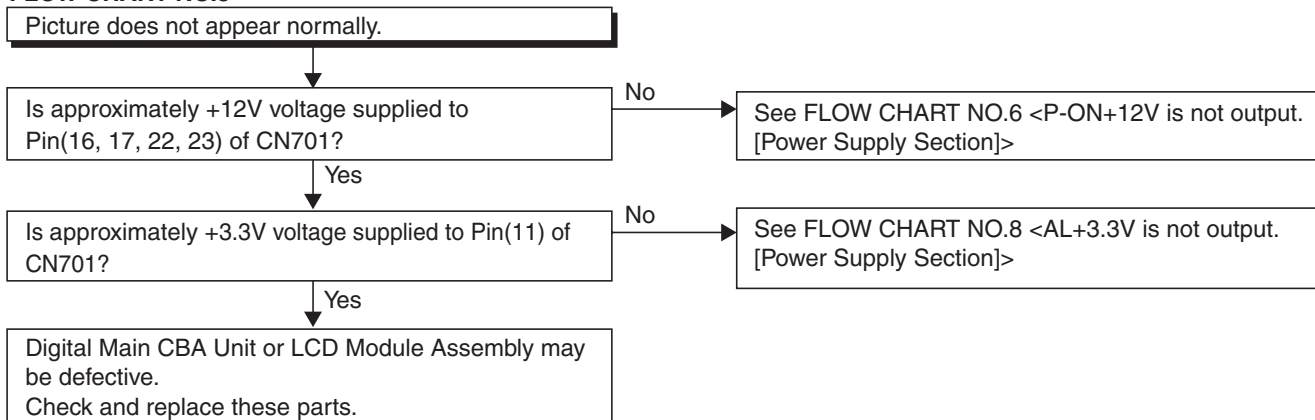 Picture does not appear normally.
Is approximately +12V voltage supplied to
Pin(16, 17, 22, 23) of CN701?
No
See FLOW CHART NO.6 <P-ON+12V is not output.
[Power Supply Section]>
Yes
Is approximately +3.3V voltage supplied to Pin(11) of
CN701?
No
See FLOW CHART NO.8 <AL+3.3V is not output.
[Power Supply Section]>
Yes
Digital Main CBA Unit or LCD Module Assembly may
be defective.
Check and replace these parts.